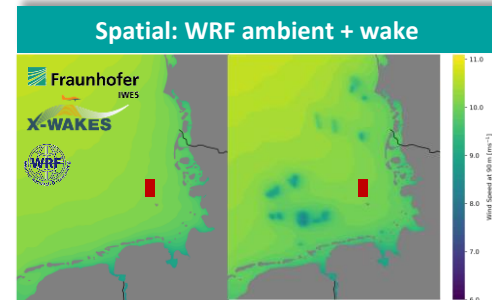 Spatial: WRF ambient + wake
Fraunhofer
IWES
X-WAKES
WRF
11.0
10.0
9.0
8.0
7.0
6.0
Wind Speed at 90m [ms⁻¹]